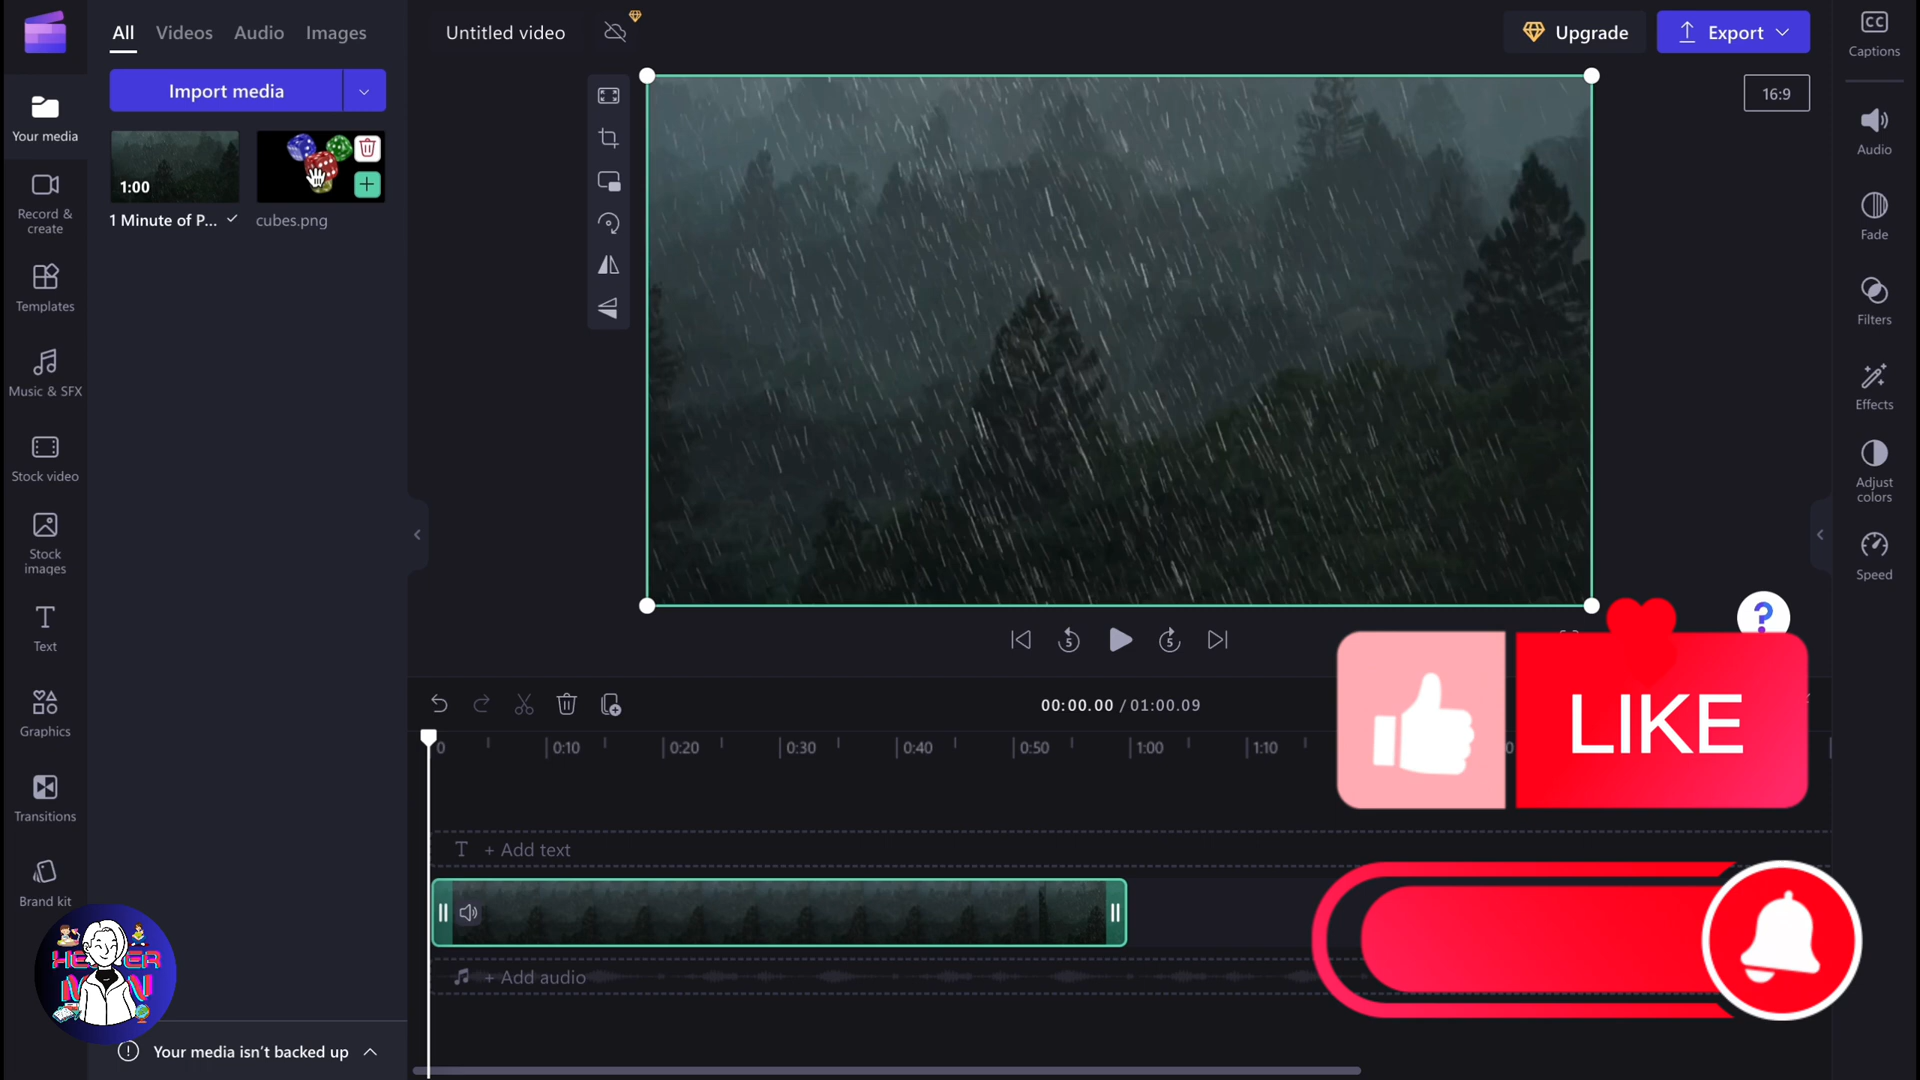 All Videos Audio Images
Untitled video
Upgrade
Export
CC
Captions
Import media
16:9
Your media
1:00
1 Minute of P...
cubes.png
Audio
Record &
create
Fade
Templates
Filters
Music & SFX
Effects
Stock video
Adjust
colors
Stock
images
Speed
Text
5
5
?
LIKE
Graphics
00:00.00 / 01:00.09
0 0:10 0:20 0:30 0:40 0:50 1:00 1:10
Transitions
T + Add text
Brand kit
+ Add audio
Your media isn't backed up